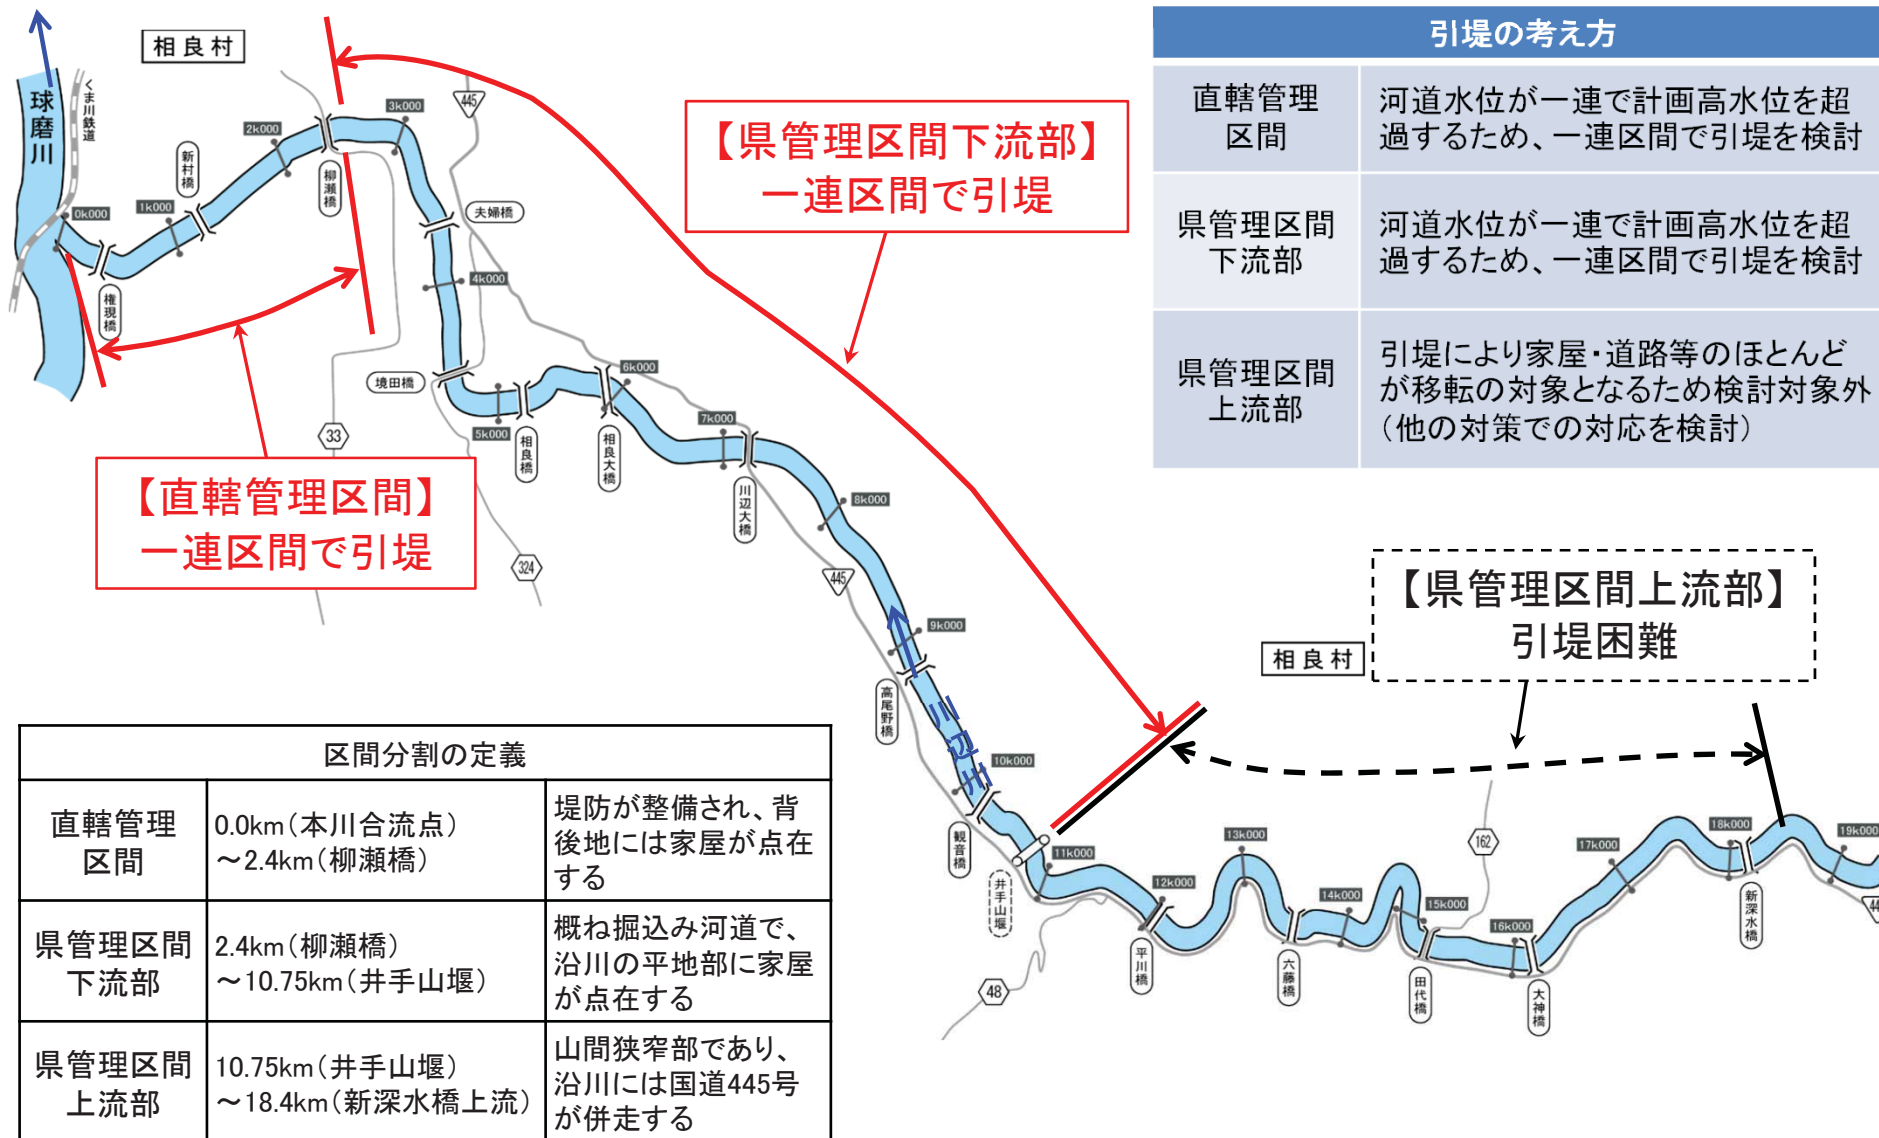 相良村
球磨川
くま川鉄道
0k000
1k000
2k000
3k000
445
新村橋
権現橋
柳瀬橋
夫婦橋
4k000
境田橋
33
324
5k000
相良橋
6k000
相良大橋
7k000
川辺大橋
8k000
445
9k000
高尾野橋
10k000
観音橋
井手山堰
11k000
48
12k000
平川橋
13k000
六藤橋
14k000
15k000
田代橋
162
16k000
大神橋
17k000
18k000
新深水橋
19k000
44
相良村
【直轄管理区間】
一連区間で引堤
【県管理区間下流部】
一連区間で引堤
【県管理区間上流部】
引堤困難
引堤の考え方
直轄管理
区間
河道水位が一連で計画高水位を超
過するため、一連区間で引堤を検討
県管理区間
下流部
河道水位が一連で計画高水位を超
過するため、一連区間で引堤を検討
県管理区間
上流部
引堤により家屋・道路等のほとんど
が移転の対象となるため検討対象外
（他の対策での対応を検討）
区間分割の定義
直轄管理
区間
0.0km（本川合流点）
～2.4km（柳瀬橋）
堤防が整備され、背
後地には家屋が点在
する
県管理区間
下流部
2.4km（柳瀬橋）
～10.75km（井手山堰）
概ね掘込み河道で、
沿川の平地部に家屋
が点在する
県管理区間
上流部
10.75km（井手山堰）
～18.4km（新深水橋上流）
山間狭窄部であり、
沿川には国道445号
が併走する